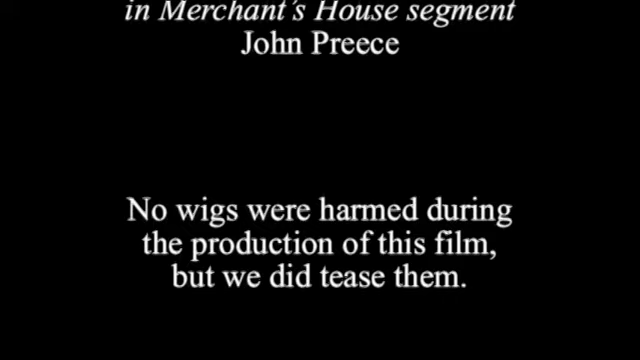 in Merchant's House segment
John Preece
No wigs were harmed during
the production of this film,
but we did tease them.